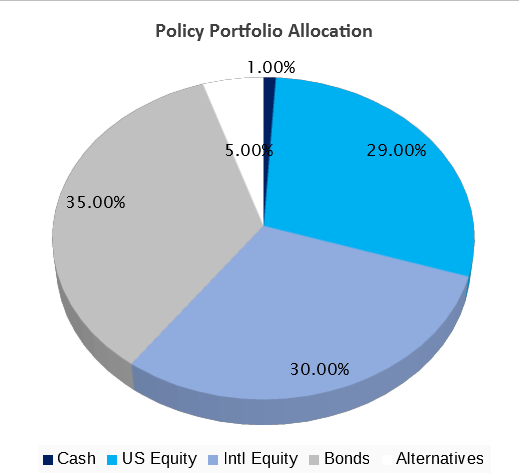 Policy Portfolio Allocation
1.00%
5.00%
29.00%
35.00%
30.00%
Cash US Equity Intl Equity Bonds Alternatives